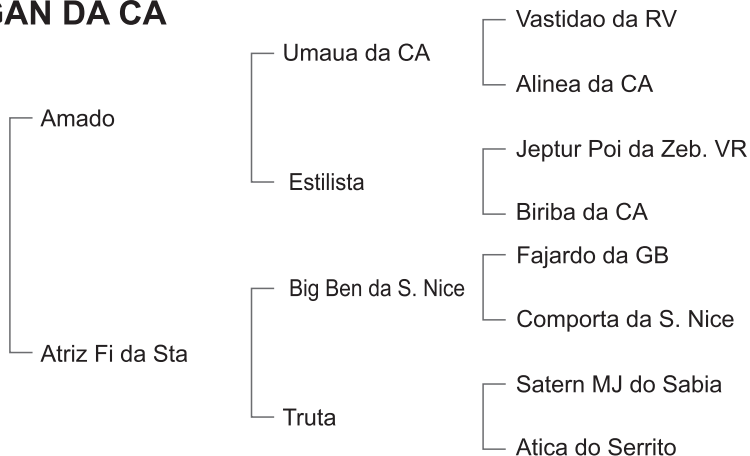 GAN DA CA
Vastidao da RV
Umaua da CA
Alinea da CA
Amado
Jeptur Poi da Zeb. VR
Estilista
Biriba da CA
Fajardo da GB
Big Ben da S. Nice
Comporta da S. Nice
Atriz Fi da Sta
Satern MJ do Sabia
Truta
Atica do Serrito